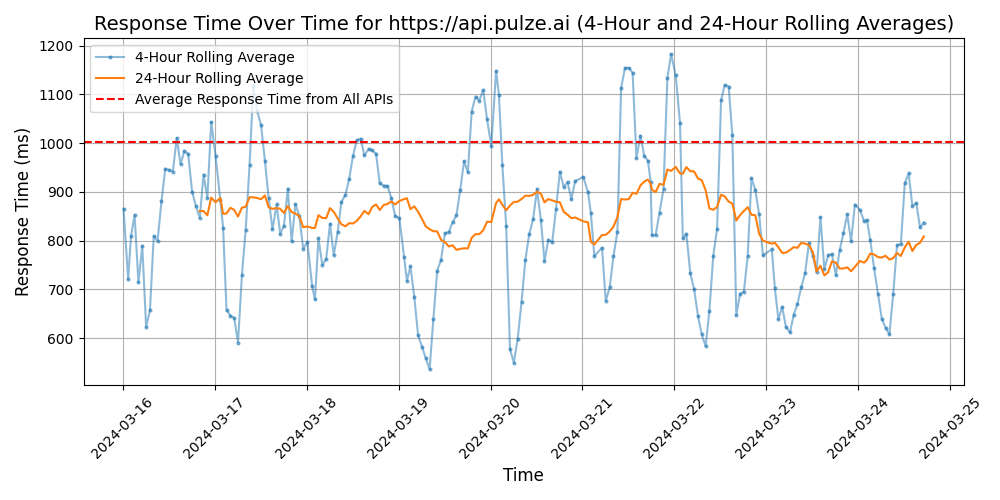 Response Time Over Time for https://api.pulze.ai (4-Hour and 24-Hour Rolling Averages)
4-Hour Rolling Average
24-Hour Rolling Average
Average Response Time from All APIs
Response Time (ms)
1200
1100
1000
900
800
700
600
2024-03-16
2024-03-17
2024-03-18
2024-03-19
2024-03-20
2024-03-21
2024-03-22
2024-03-23
2024-03-24
2024-03-25
Time